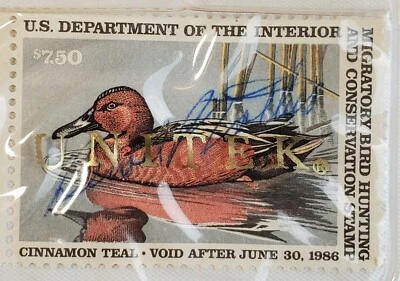 U.S. DEPARTMENT OF THE INTERIOR
$7.50
MIGRATORY BIRD HUNTING
AND CONSERVATION STAMP
UNITEK®
CINNAMON TEAL • VOID AFTER JUNE 30, 1986